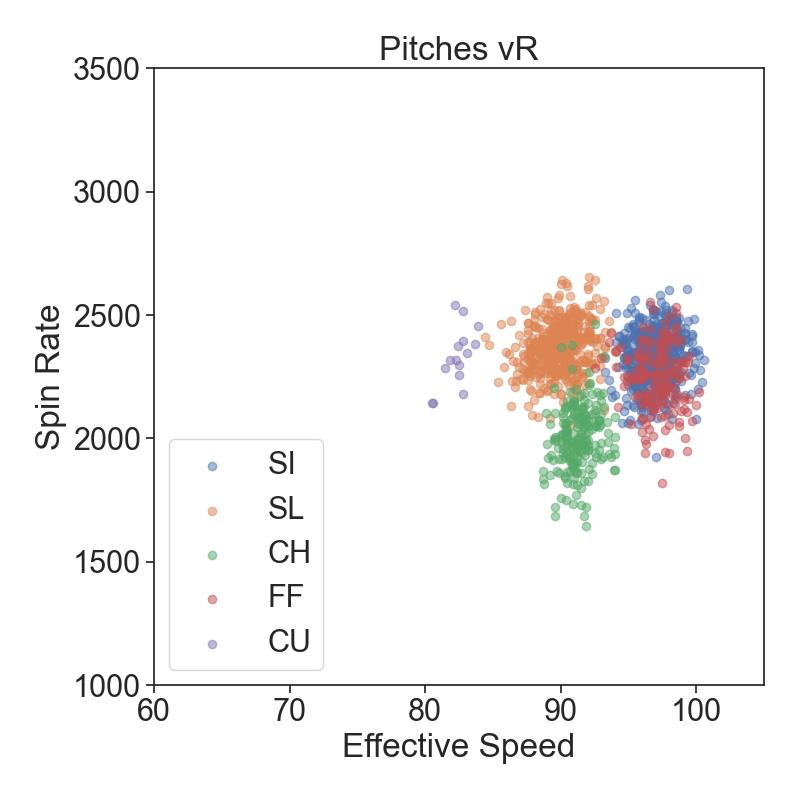 Pitches vR
3500
3000
2500
2000
1500
1000
Spin Rate
SI
SL
CH
FF
CU
60 70 80 90 100
Effective Speed